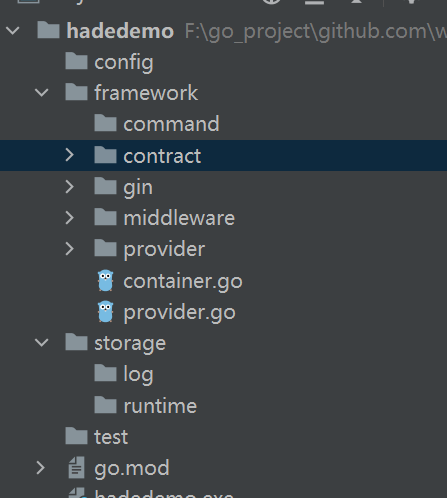 hadedemo F:\go_project\github.com\w
config
framework
command
contract
gin
middleware
provider
container.go
provider.go
storage
log
runtime
test
go.mod
hadedemo.exe